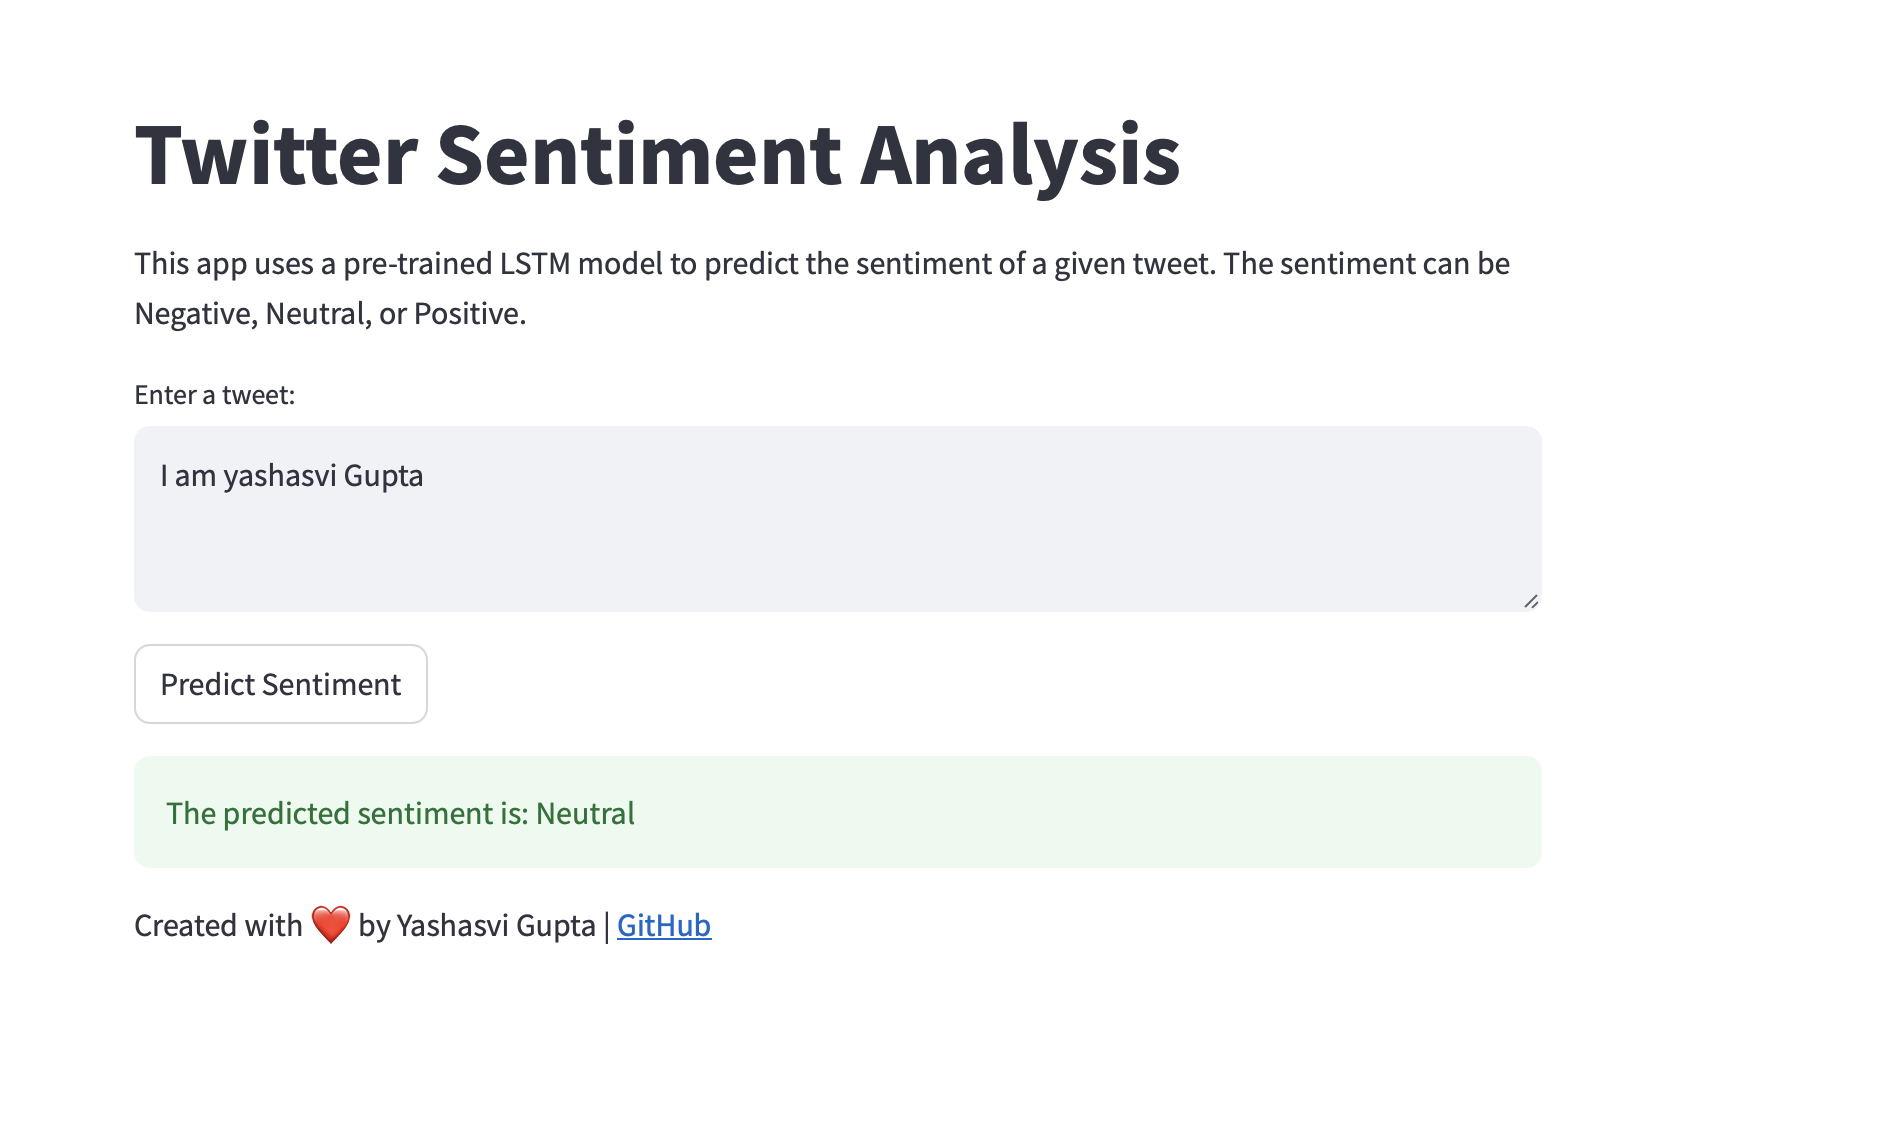 Twitter Sentiment Analysis
This app uses a pre-trained LSTM model to predict the sentiment of a given tweet. The sentiment can be
Negative, Neutral, or Positive.
Enter a tweet:
I am yashasvi Gupta
Predict Sentiment
The predicted sentiment is: Neutral
Created with ❤️ by Yashasvi Gupta | GitHub